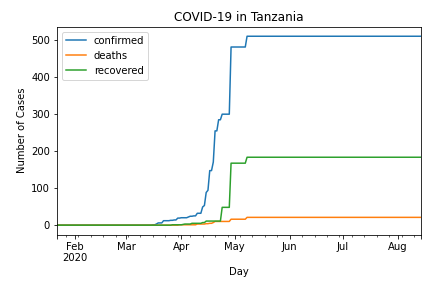 COVID-19 in Tanzania
confirmed
deaths
recovered
Number of Cases
500
400
300
200
100
0
Feb Mar Apr May Jun Jul Aug
2020
Day